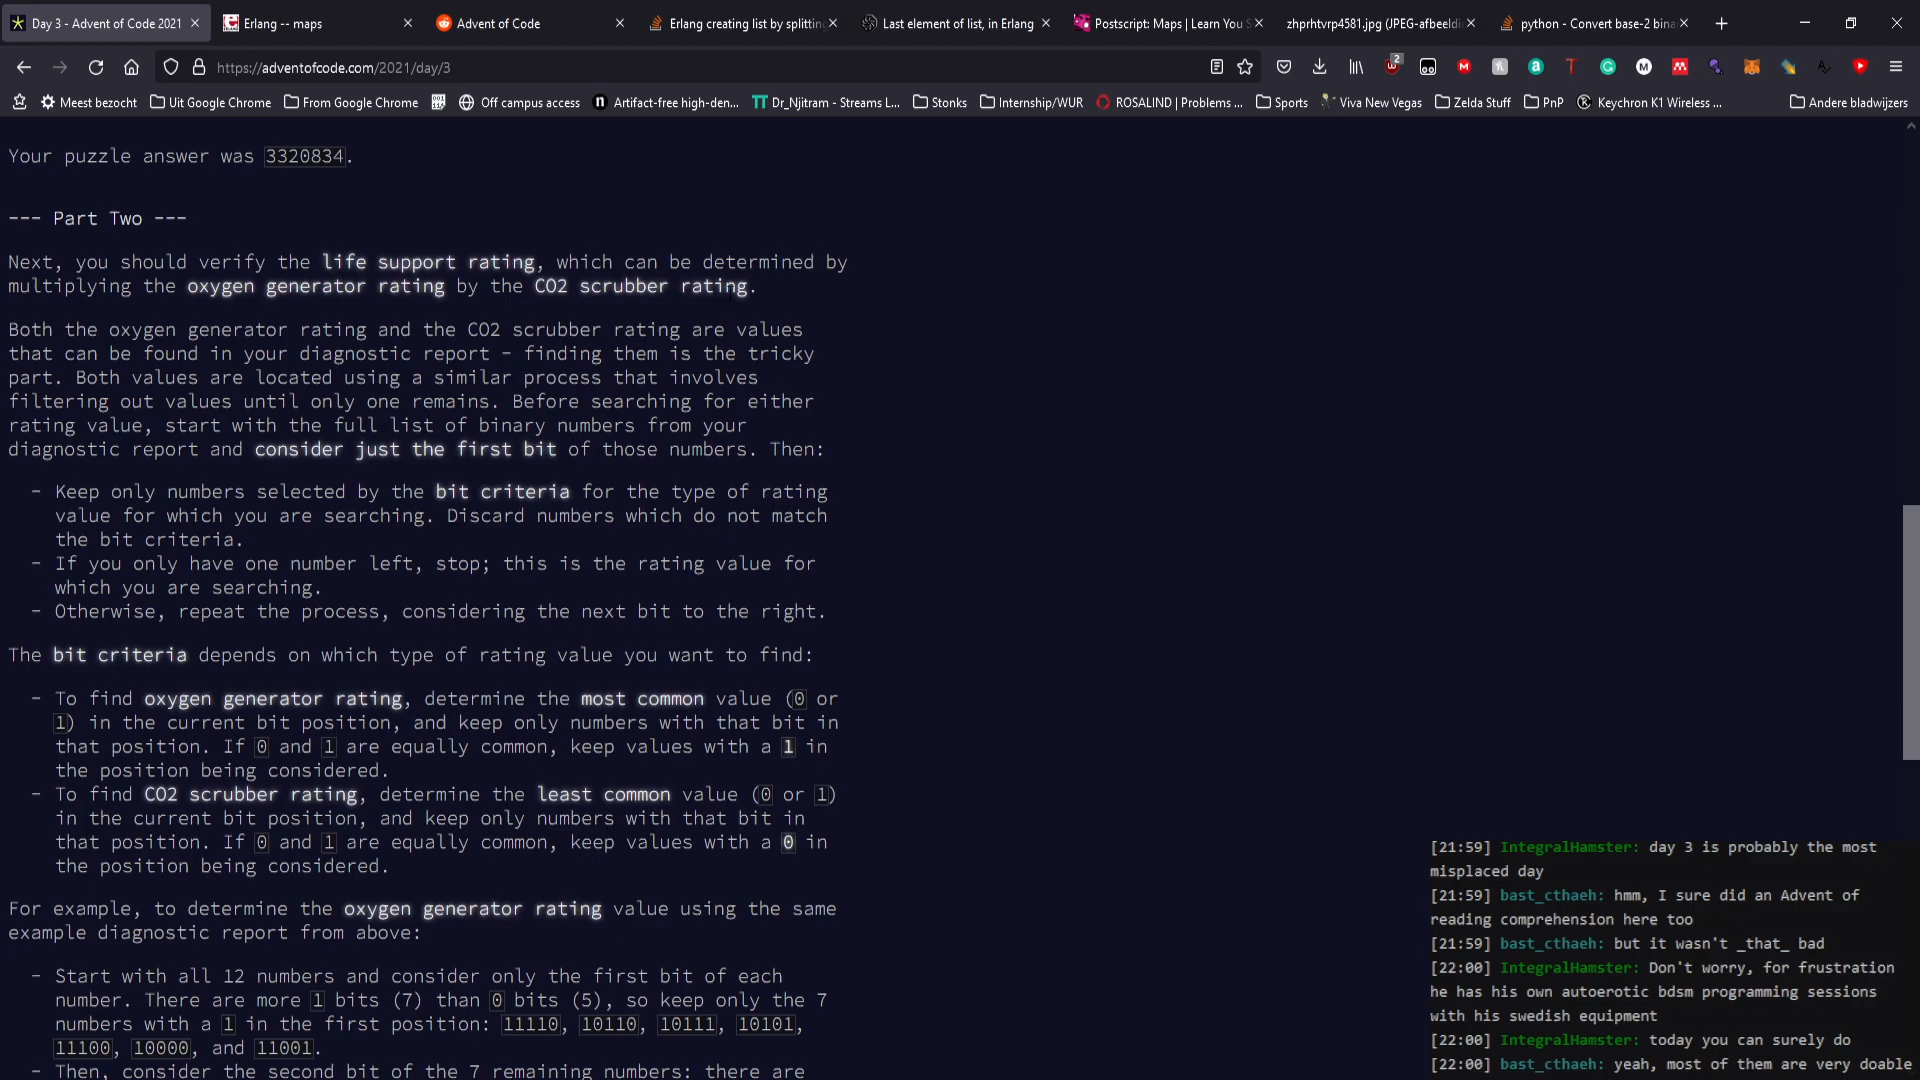 Day 3 - Advent of Code 2021
Erlang -- maps
Advent of Code
Erlang creating list by splitting
Last element of list, in Erlang
Postscript: Maps | Learn You S
zhprhtvrp4581.jpg (JPEG-afbeeldi
python - Convert base-2 bina
https://adventofcode.com/2021/day/3
2
Meest bezocht
Uit Google Chrome
From Google Chrome
Off campus access
Artifact-free high-den...
Dr_Njitram - Streams L...
Stonks
Internship/WUR
ROSALIND | Problems ...
Sports
Viva New Vegas
Zelda Stuff
PnP
Keychron K1 Wireless ...
Andere bladwijzers
Your puzzle answer was 3320834.
--- Part Two ---
Next, you should verify the life support rating, which can be determined by
multiplying the oxygen generator rating by the CO2 scrubber rating.
Both the oxygen generator rating and the CO2 scrubber rating are values
that can be found in your diagnostic report - finding them is the tricky
part. Both values are located using a similar process that involves
filtering out values until only one remains. Before searching for either
rating value, start with the full list of binary numbers from your
diagnostic report and consider just the first bit of those numbers. Then:
- Keep only numbers selected by the bit criteria for the type of rating
value for which you are searching. Discard numbers which do not match
the bit criteria.
- If you only have one number left, stop; this is the rating value for
which you are searching.
- Otherwise, repeat the process, considering the next bit to the right.
The bit criteria depends on which type of rating value you want to find:
- To find oxygen generator rating, determine the most common value (0 or
1) in the current bit position, and keep only numbers with that bit in
that position. If 0 and 1 are equally common, keep values with a 1 in
the position being considered.
- To find CO2 scrubber rating, determine the least common value (0 or 1)
in the current bit position, and keep only numbers with that bit in
that position. If 0 and 1 are equally common, keep values with a 0 in
the position being considered.
For example, to determine the oxygen generator rating value using the same
example diagnostic report from above:
- Start with all 12 numbers and consider only the first bit of each
number. There are more 1 bits (7) than 0 bits (5), so keep only the 7
numbers with a 1 in the first position: 11110, 10110, 10111, 10101,
11100, 10000, and 11001.
- Then, consider the second bit of the 7 remaining numbers: there are
[21:59] IntegralHamster: day 3 is probably the most
misplaced day
[21:59] bast_cthaeh: hmm, I sure did an Advent of
reading comprehension here too
[21:59] bast_cthaeh: but it wasn't _that_ bad
[22:00] IntegralHamster: Don't worry, for frustration
he has his own autoerotic bdsm programming sessions
with his swedish equipment
[22:00] IntegralHamster: today you can surely do
[22:00] bast_cthaeh: yeah, most of them are very doable